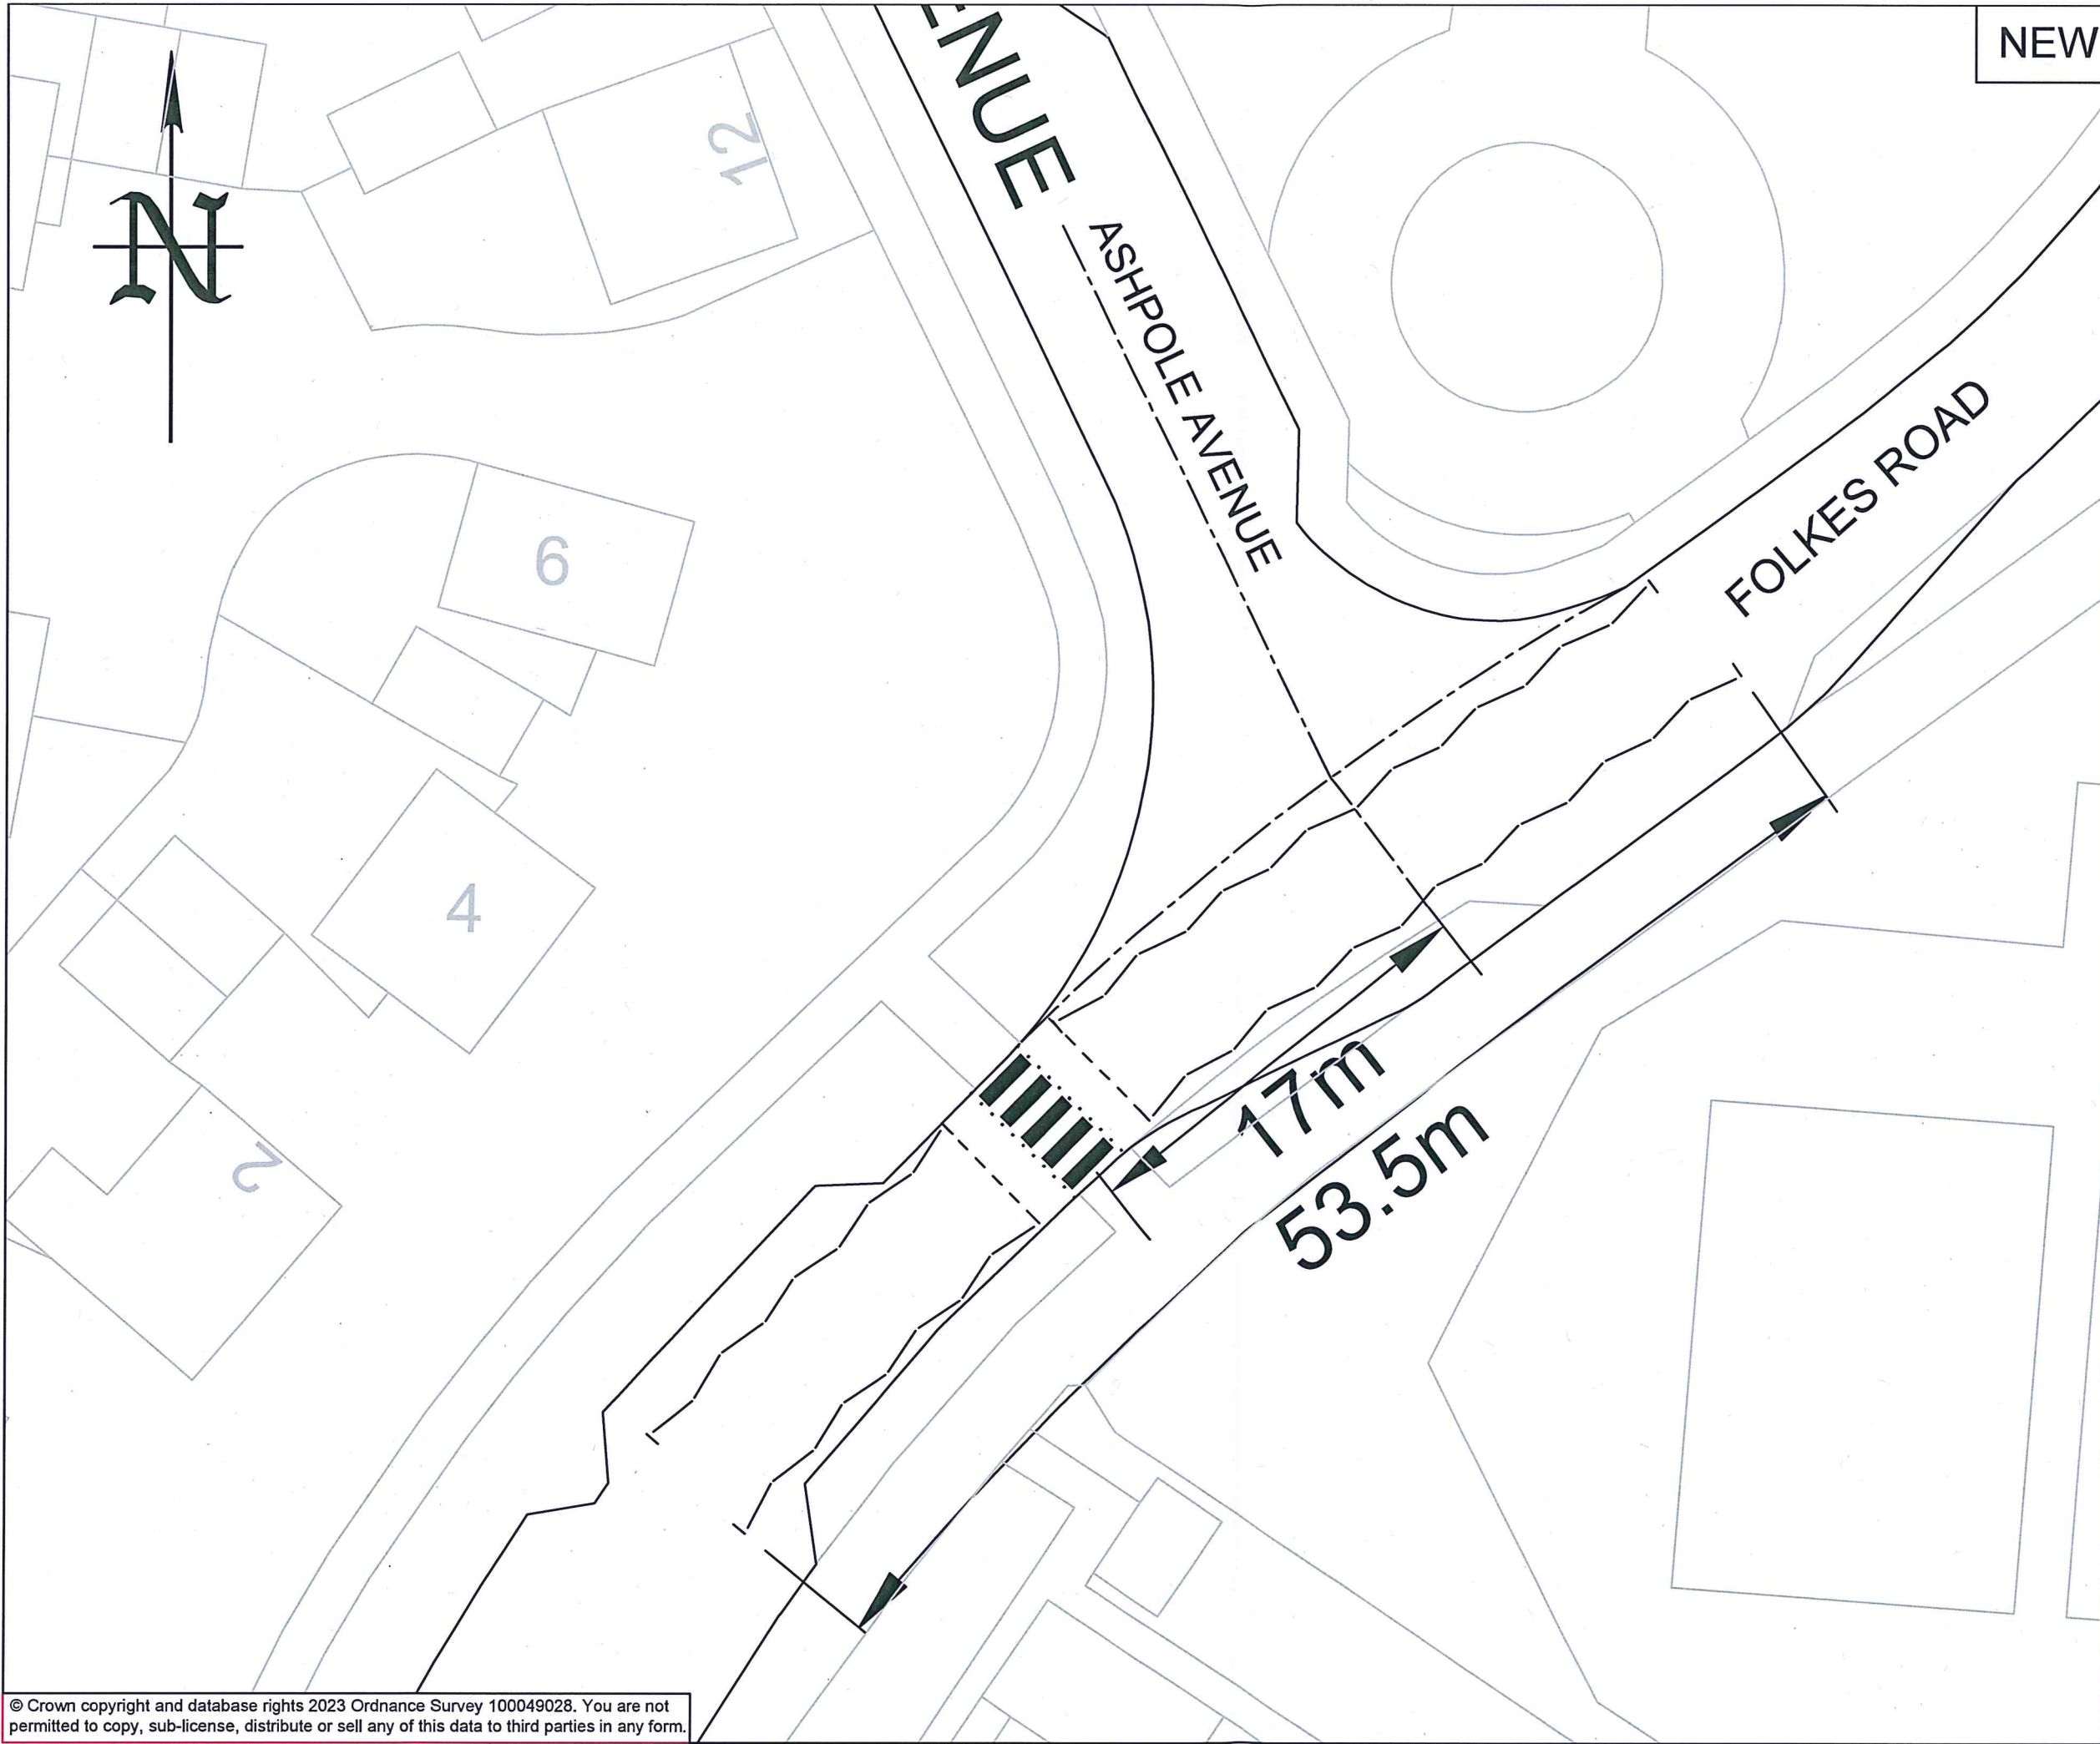 NEW
ENUE
ASHPOLE AVENUE
FOLKES ROAD
N
12
6
4
2
17m
53.5m
© Crown copyright and database rights 2023 Ordnance Survey 100049028. You are not
permitted to copy, sub-license, distribute or sell any of this data to third parties in any form.